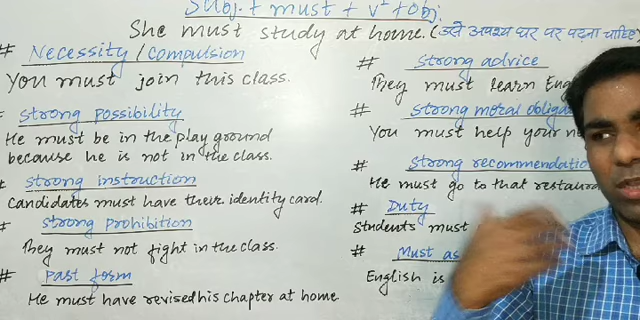 Subj. + must + V¹ + Obj.
She must study at home. (उसे अवश्य घर पर पढ़ना चाहिए)
# Necessity / Compulsion
You must join this class.
Strong possibility
He must be in the play ground
because he is not in the class.
Strong instruction
Candidates must have their identity card.
Strong prohibition
They must not fight in the class.
# Past form
He must have revised his chapter at home.
# Strong advice
They must learn
# Strong moral
You must help your
# Strong recommendation
He must go to that
# Duty
Students must
# Must as
English is